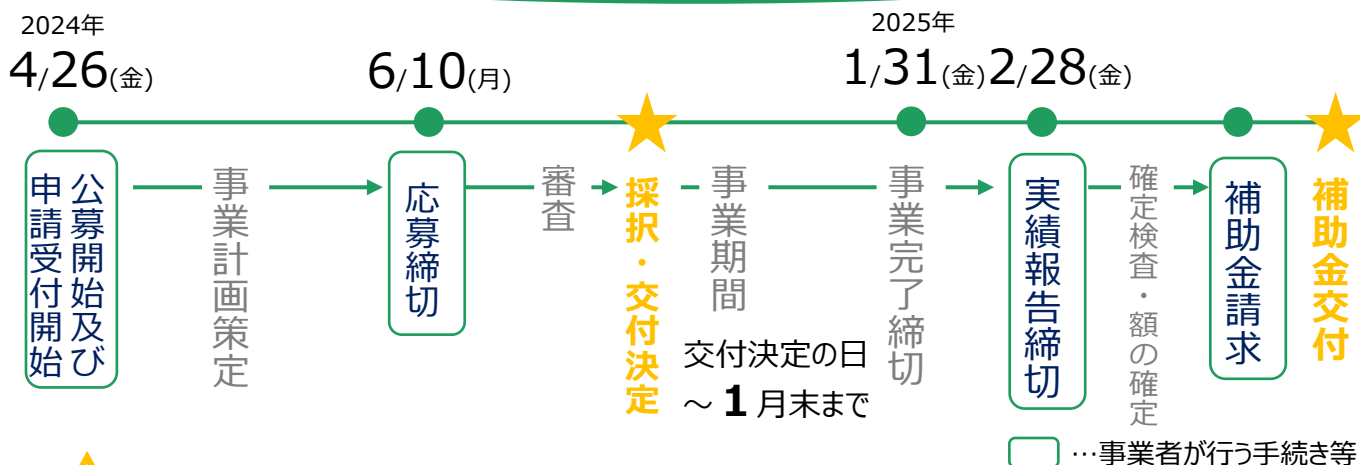 2024年
4/26(金)
6/10(月)
2025年
1/31(金)
2/28(金)
公募開始及び
申請受付開始
事業計画策定
応募締切
審査
採択・交付決定
事業期間
交付決定の日
～1月末まで
事業完了締切
実績報告締切
確定検査・額の確定
補助金請求
補助金交付
…事業者が行う手続き等